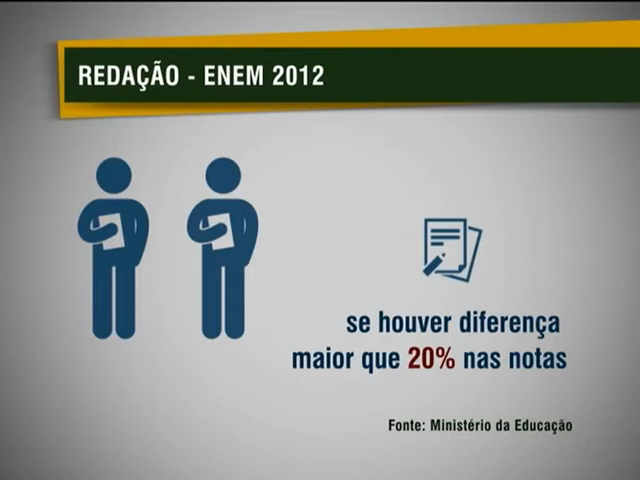 REDAÇÃO - ENEM 2012
se houver diferença
maior que 20% nas notas
Fonte: Ministério da Educação